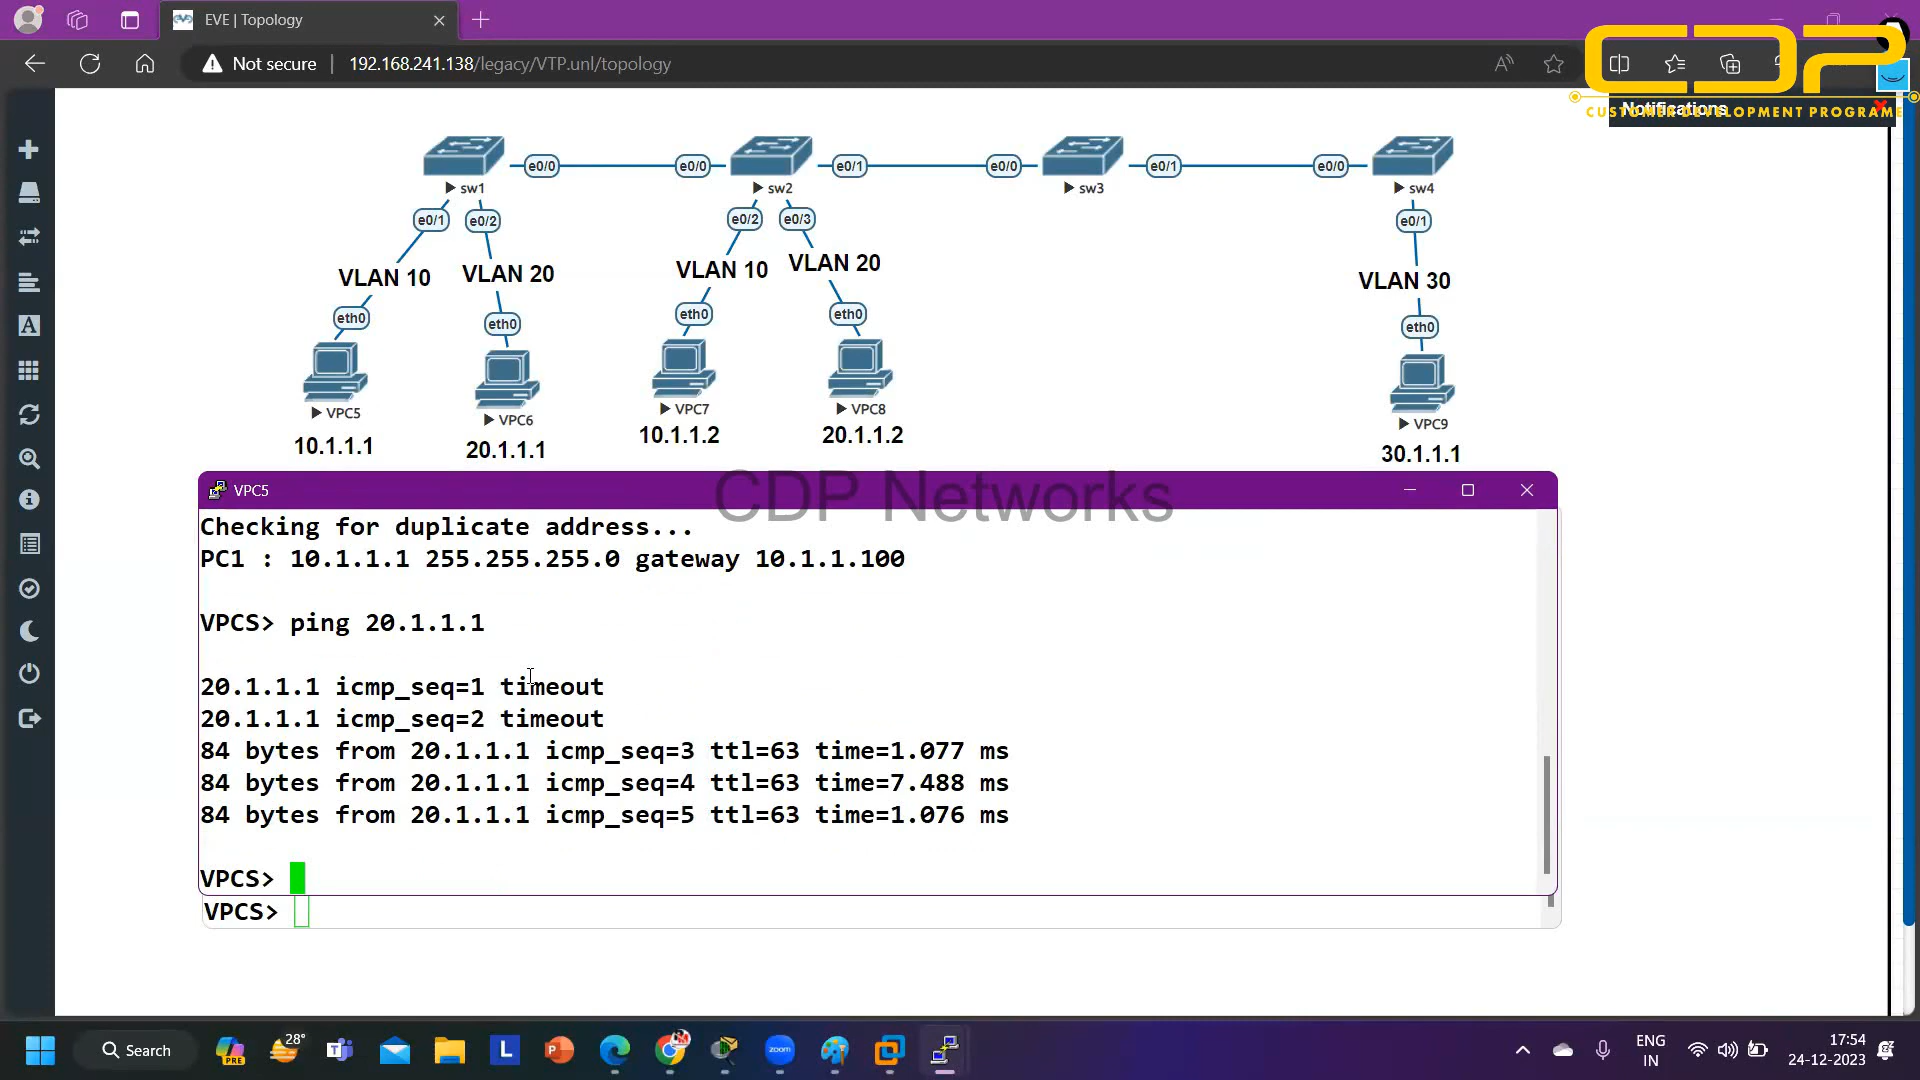 EVE | Topology
Not secure | 192.168.241.138/legacy/VTP.unl/topology
CDP
CUSTOMER DEVELOPMENT PROGRAME
Notifications
e0/0 e0/0 e0/1 e0/0 e0/1 e0/0
sw1 sw2 sw3 sw4
e0/1 e0/2 e0/2 e0/3 e0/1
VLAN 10 VLAN 20 VLAN 10 VLAN 20 VLAN 30
eth0 eth0 eth0 eth0 eth0
VPC5 VPC6 VPC7 VPC8 VPC9
10.1.1.1 20.1.1.1 10.1.1.2 20.1.1.2 30.1.1.1
CDP Networks
VPC5
Checking for duplicate address...
PC1 : 10.1.1.1 255.255.255.0 gateway 10.1.1.100
VPCS> ping 20.1.1.1
20.1.1.1 icmp_seq=1 timeout
20.1.1.1 icmp_seq=2 timeout
84 bytes from 20.1.1.1 icmp_seq=3 ttl=63 time=1.077 ms
84 bytes from 20.1.1.1 icmp_seq=4 ttl=63 time=7.488 ms
84 bytes from 20.1.1.1 icmp_seq=5 ttl=63 time=1.076 ms
VPCS>
VPCS>
Search
PRE
28°
L
zoom
ENG
IN
17:54
24-12-2023